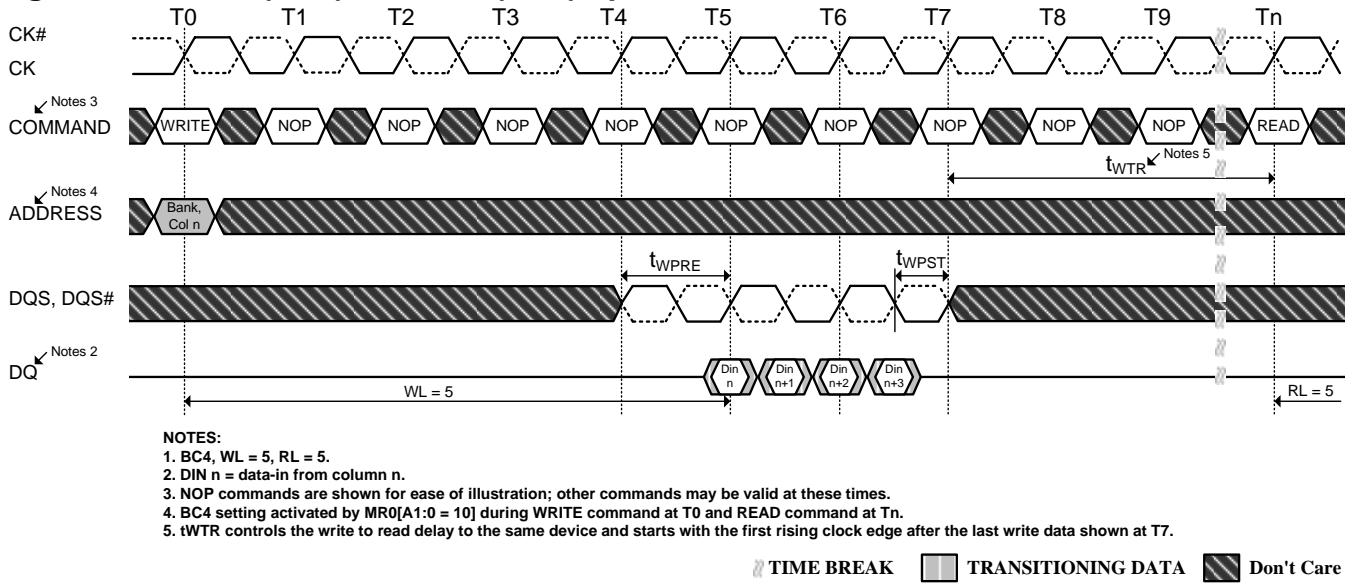 T0 T1 T2 T3 T4 T5 T6 T7 T8 T9 Tn
CK#
CK
Notes 3
COMMAND WRITE NOP NOP NOP NOP NOP NOP NOP NOP NOP READ
tWTR Notes 5
Notes 4
ADDRESS Bank,
Col n
tWPRE tWPST
DQS, DQS#
Notes 2
DQ Din
n Din
n+1 Din
n+2 Din
n+3
WL = 5 RL = 5
NOTES:
1. BC4, WL = 5, RL = 5.
2. DIN n = data-in from column n.
3. NOP commands are shown for ease of illustration; other commands may be valid at these times.
4. BC4 setting activated by MR0[A1:0 = 10] during WRITE command at T0 and READ command at Tn.
5. tWTR controls the write to read delay to the same device and starts with the first rising clock edge after the last write data shown at T7.
TIME BREAK TRANSITIONING DATA Don't Care